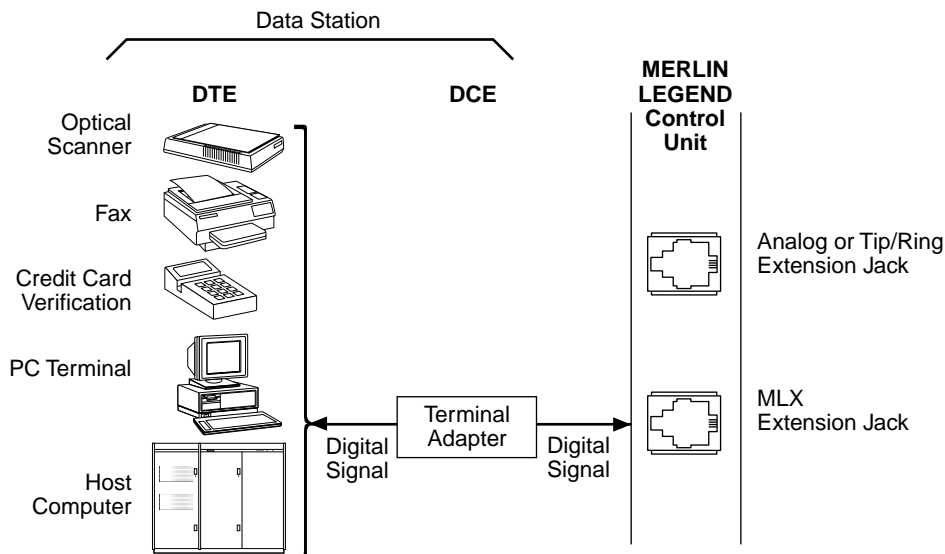 Data Station
DTE
DCE
MERLIN
LEGEND
Control
Unit
Optical
Scanner
Fax
Credit Card
Verification
PC Terminal
Host
Computer
Digital
Signal
Terminal
Adapter
Digital
Signal
Analog or Tip/Ring
Extension Jack
MLX
Extension Jack